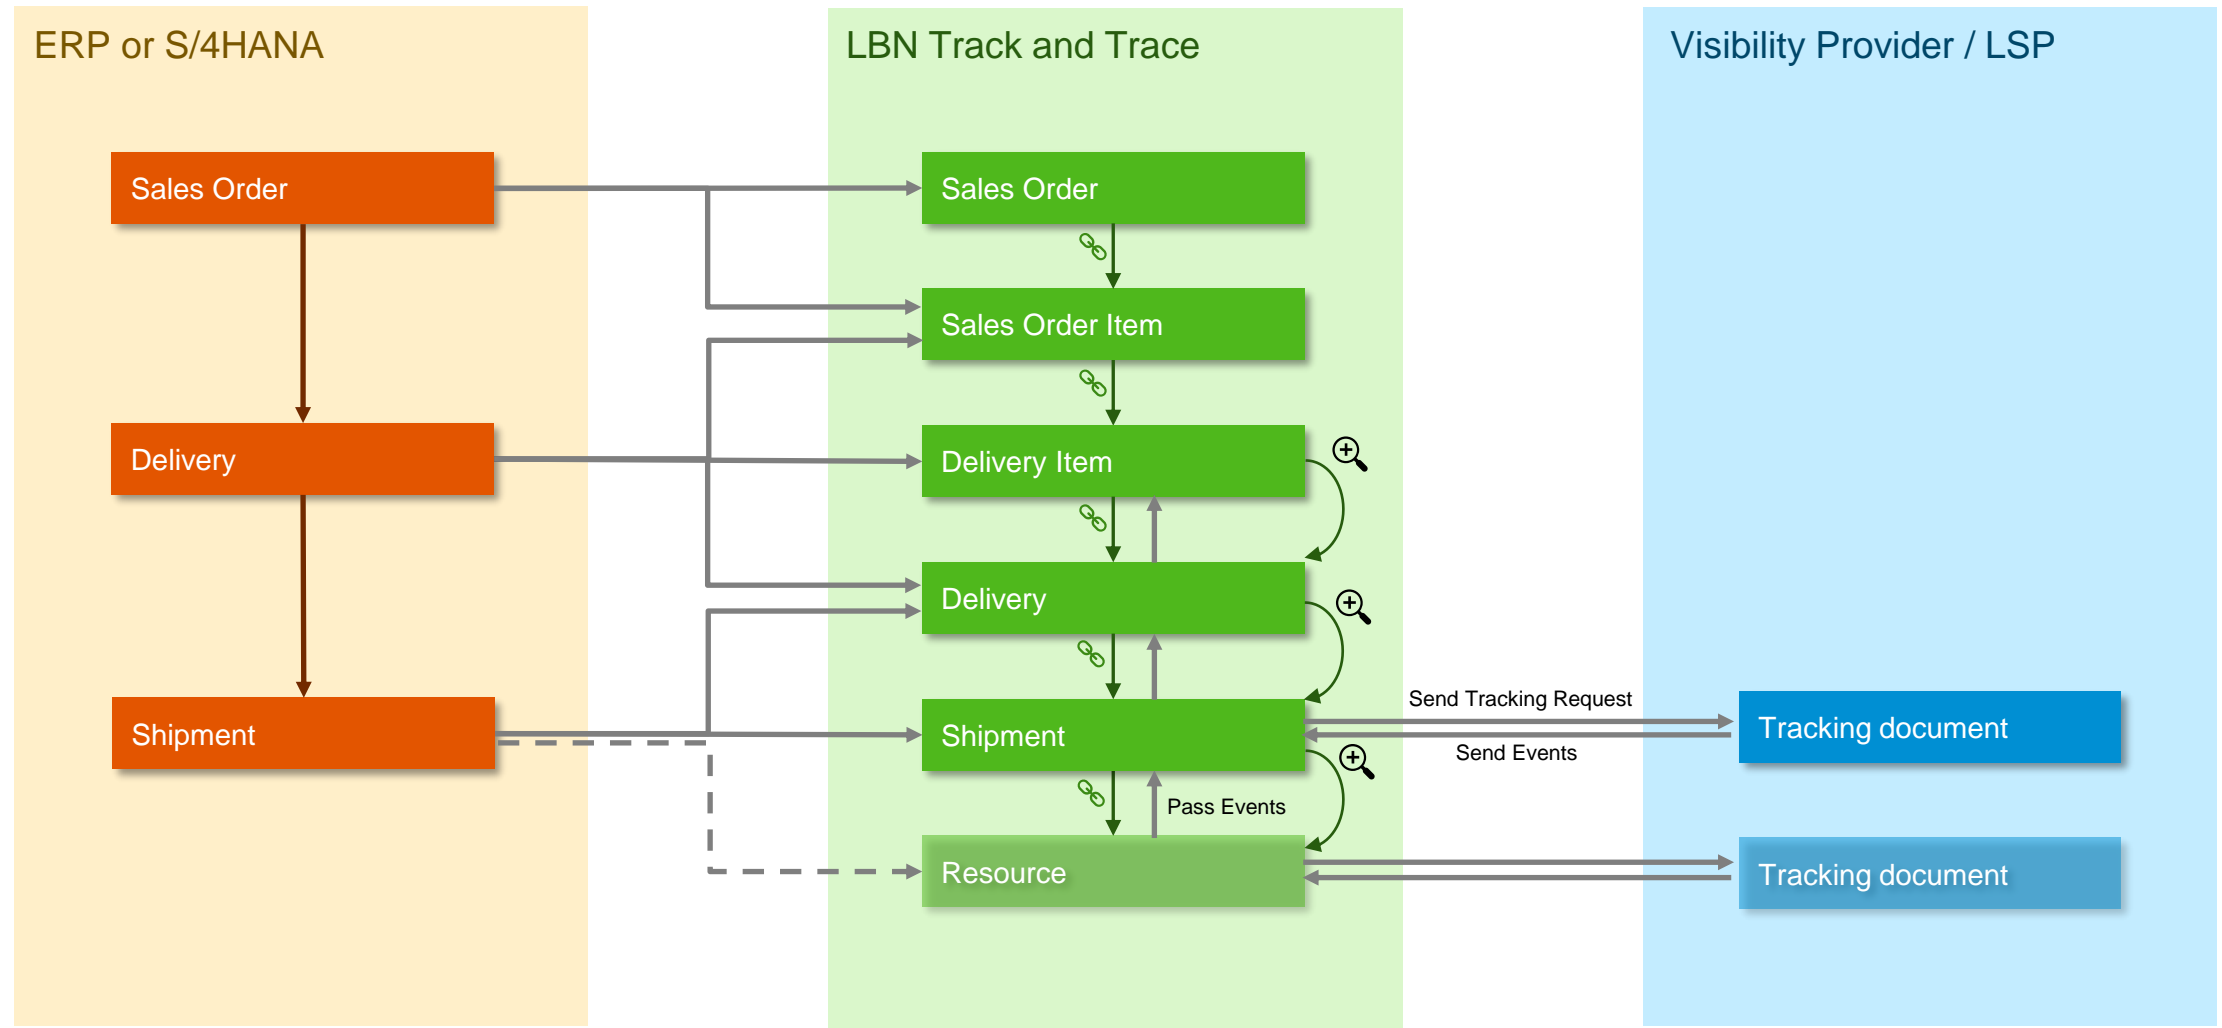 ERP or S/4HANA
LBN Track and Trace
Visibility Provider / LSP
Sales Order
Sales Order
Sales Order Item
Delivery
Delivery Item
Delivery
Send Tracking Request
Shipment
Shipment
Tracking document
Send Events
Pass Events
Resource
Tracking document